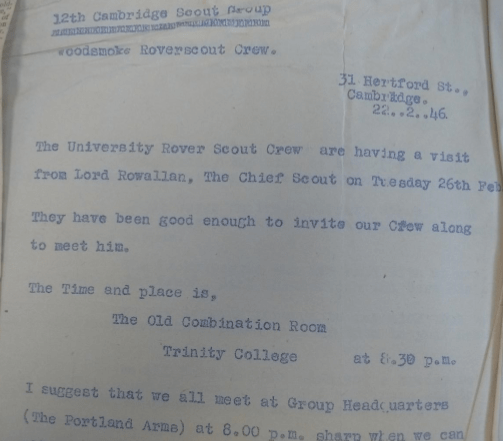 12th Cambridge Scout Group
Woodsmoke Roverscout Crew.
31 Hertford St.,
Cambridge.
22..2..46.
The University Rover Scout Crew are having a visit
from Lord Rowallan, The Chief Scout on Tuesday 26th Feb
They have been good enough to invite our Crew along
to meet him.
The Time and place is,
The Old Combination Room
Trinity College at 8.30 p.m.
I suggest that we all meet at Group Headquarters
(The Portland Arms) at 8.00 p.m. sharp when we can